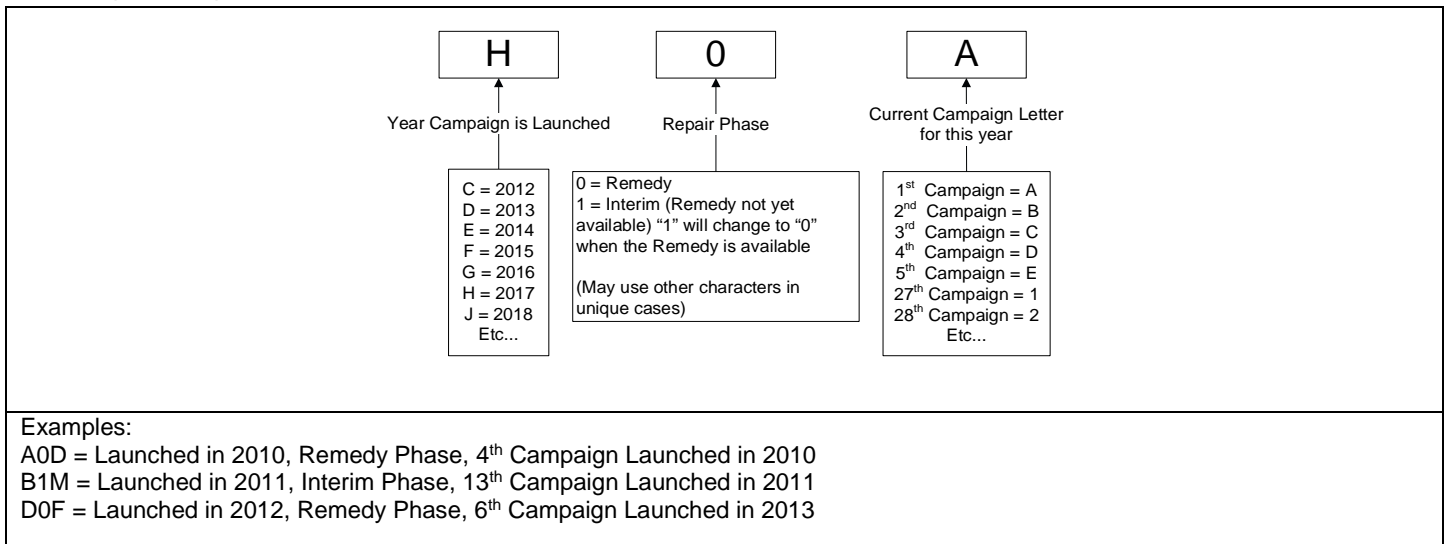 H
0
A
Year Campaign is Launched
Repair Phase
Current Campaign Letter
for this year
C = 2012
D = 2013
E = 2014
F = 2015
G = 2016
H = 2017
J = 2018
Etc...
0 = Remedy
1 = Interim (Remedy not yet
available) “1” will change to “0”
when the Remedy is available
(May use other characters in
unique cases)
1st Campaign = A
2nd Campaign = B
3rd Campaign = C
4th Campaign = D
5th Campaign = E
27th Campaign = 1
28th Campaign = 2
Etc...
Examples:
A0D = Launched in 2010, Remedy Phase, 4th Campaign Launched in 2010
B1M = Launched in 2011, Interim Phase, 13th Campaign Launched in 2011
D0F = Launched in 2012, Remedy Phase, 6th Campaign Launched in 2013